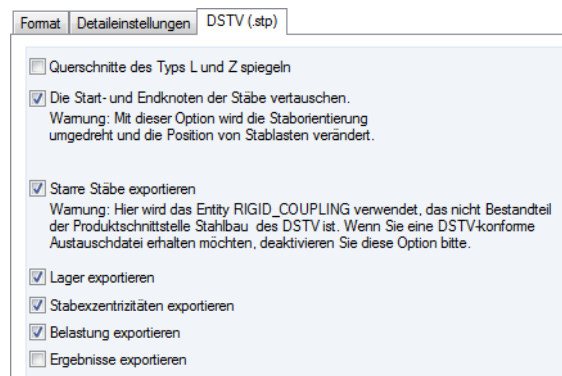 Format Detaileinstellungen DSTV (.stp)
Querschnitte des Typs L und Z spiegeln
Die Start- und Endknoten der Stäbe vertauschen.
Warnung: Mit dieser Option wird die Staborientierung
umgedreht und die Position von Stablasten verändert.
Starre Stäbe exportieren
Warnung: Hier wird das Entity RIGID_COUPLING verwendet, das nicht Bestandteil
der Produktschnittstelle Stahlbau des DSTV ist. Wenn Sie eine DSTV-konforme
Austauschdatei erhalten möchten, deaktivieren Sie diese Option bitte.
Lager exportieren
Stabexzentrizitäten exportieren
Belastung exportieren
Ergebnisse exportieren